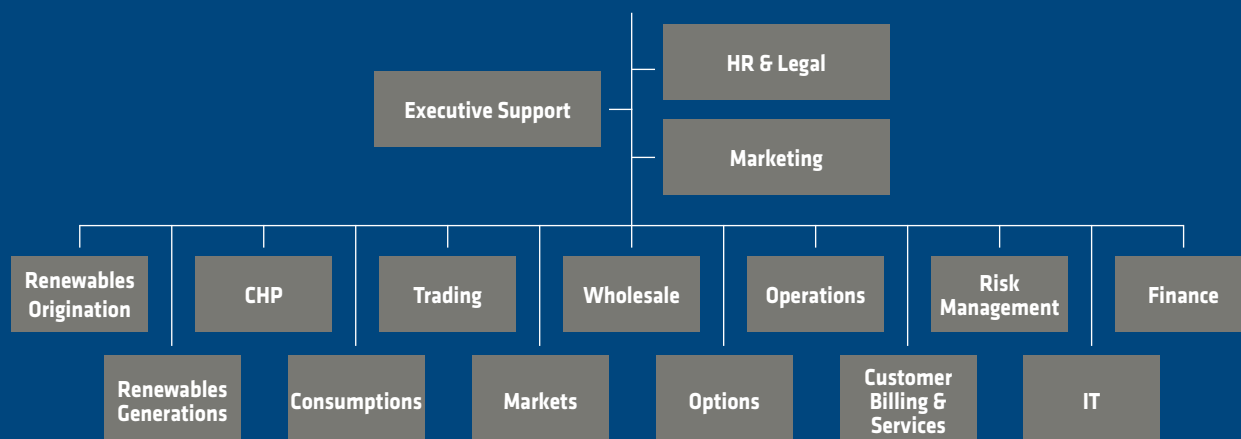 HR & Legal
Executive Support
Marketing
Renewables
Origination
CHP
Trading
Wholesale
Operations
Risk
Management
Finance
Renewables
Generations
Consumptions
Markets
Options
Customer
Billing &
Services
IT